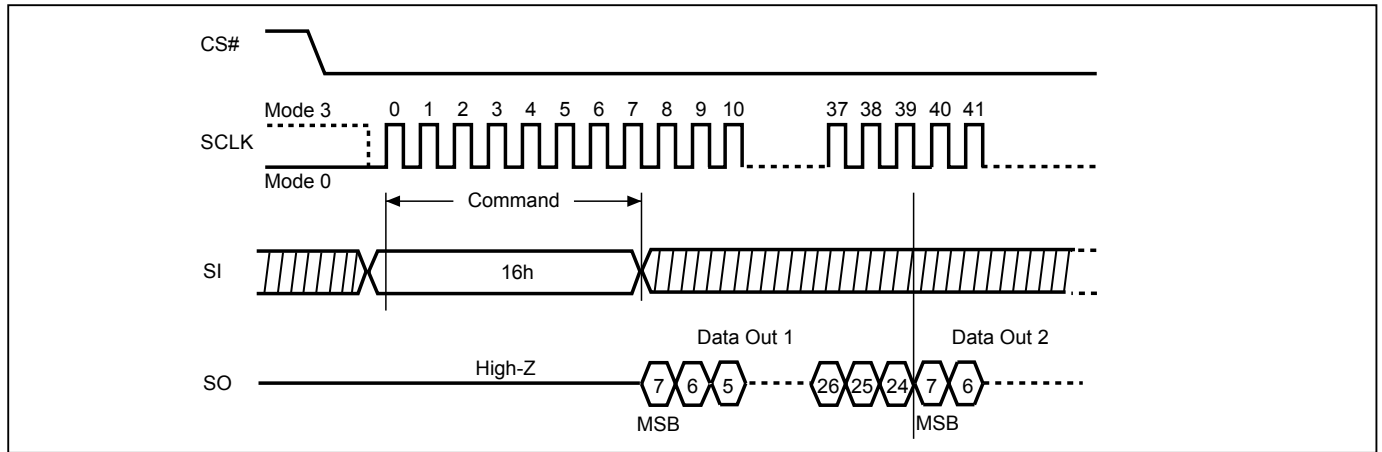 CS#
Mode 3
0 1 2 3 4 5 6 7 8 9 10 37 38 39 40 41
SCLK
Mode 0
Command
SI
16h
Data Out 1 Data Out 2
High-Z
SO
7 6 5 26 25 24 7 6
MSB MSB